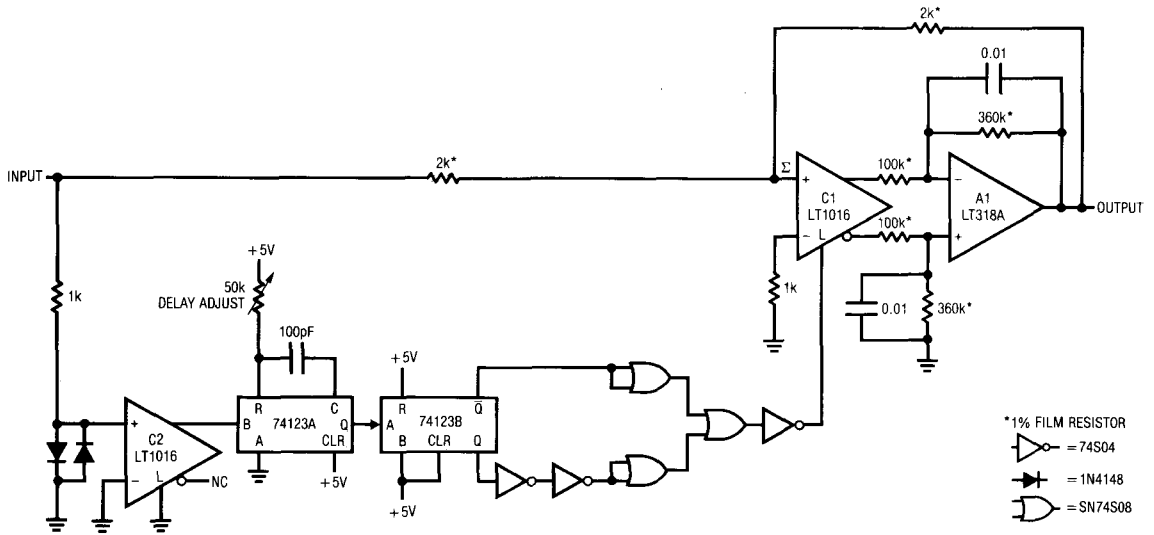 2k*
0.01
360k*
INPUT
2k*
Σ
+
C1
LT1016
−
L
100k*
100k*
−
A1
LT318A
+
OUTPUT
1k
0.01
360k*
1k
+5V
50k
DELAY ADJUST
100pF
R
C
B
74123A
Q
A
CLR
+5V
+5V
R
Q̅
A
74123B
B
CLR
Q
+5V
+
C2
LT1016
−
L
NC
*1% FILM RESISTOR
= 74S04
= 1N4148
= SN74S08